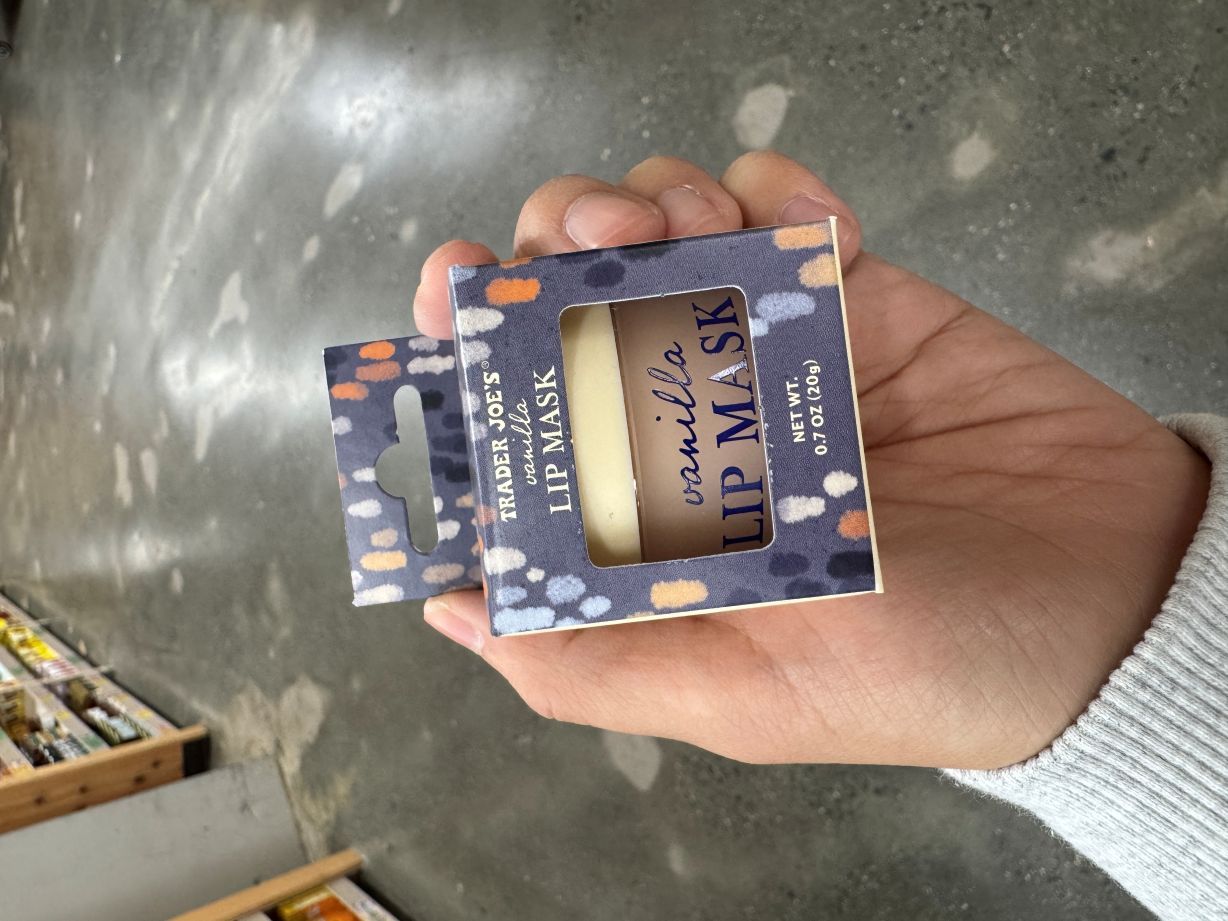 TRADER JOE'S®
vanilla
LIP MASK
vanilla
LIP MASK
NET WT.
0.7 OZ (20g)